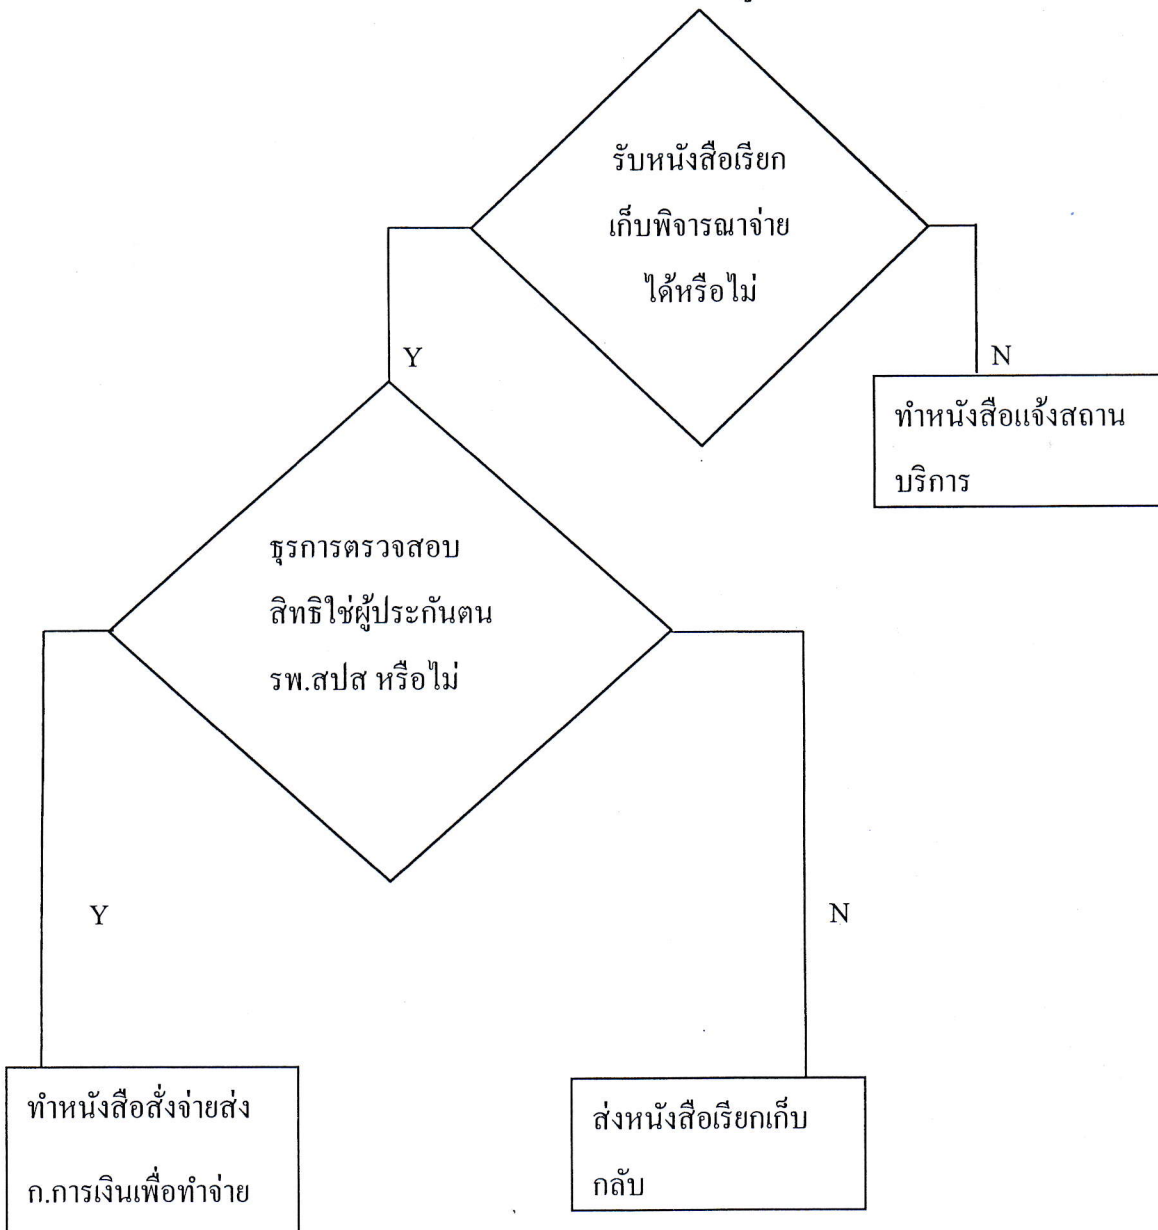 รับหนังสือเรียก
เก็บพิจารณาจ่าย
ได้หรือไม่
Y
N
ทำหนังสือแจ้งสถาน
บริการ
ธุรการตรวจสอบ
สิทธิใช่ผู้ประกันตน
รพ.สปส หรือไม่
Y
N
ทำหนังสือสั่งจ่ายส่ง
ก.การเงินเพื่อทำจ่าย
ส่งหนังสือเรียกเก็บ
กลับ